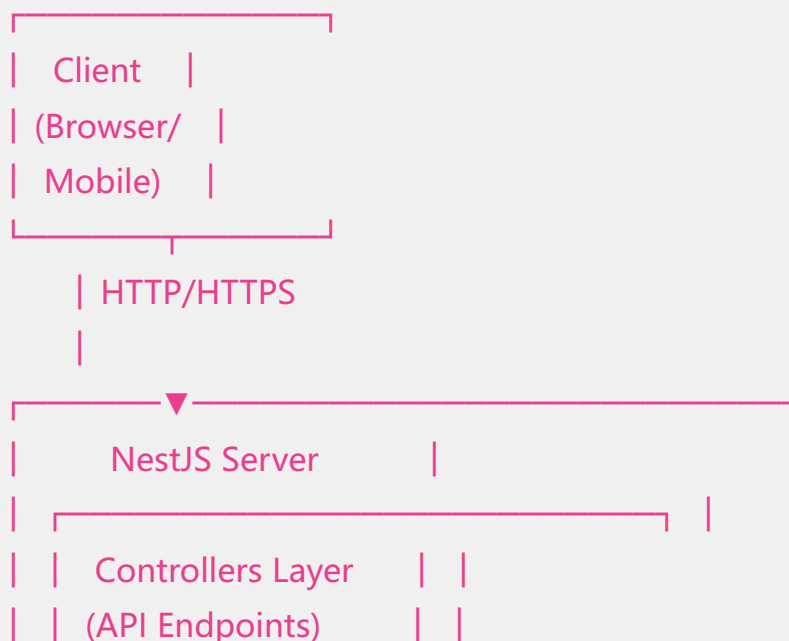 ┌─────────────┐
│ Client │
│ (Browser/ │
│ Mobile) │
└──────┬──────┘
│ HTTP/HTTPS
│
┌──────▼──────────────────────────
│ NestJS Server │
│ ┌──────────────────────────┐ │
│ │ Controllers Layer │ │
│ │ (API Endpoints) │ │